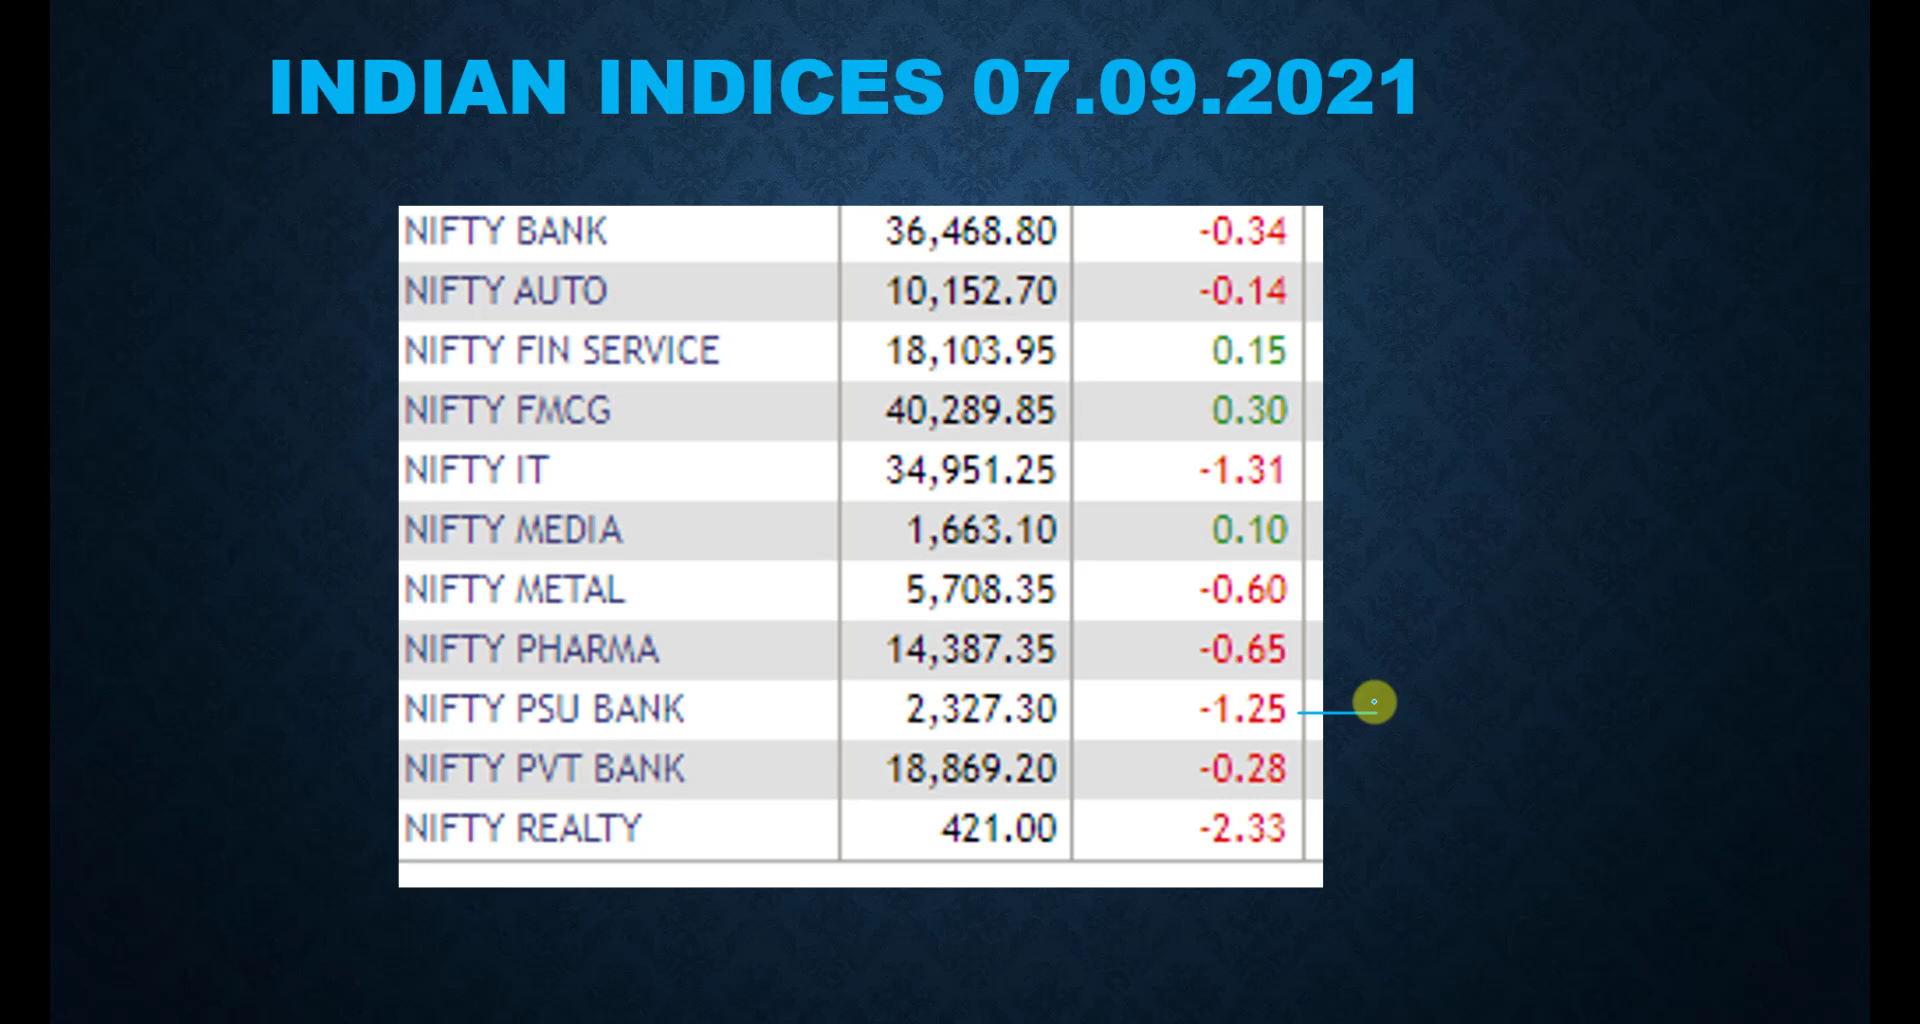 INDIAN INDICES 07.09.2021
NIFTY BANK 36,468.80 -0.34
NIFTY AUTO 10,152.70 -0.14
NIFTY FIN SERVICE 18,103.95 0.15
NIFTY FMCG 40,289.85 0.30
NIFTY IT 34,951.25 -1.31
NIFTY MEDIA 1,663.10 0.10
NIFTY METAL 5,708.35 -0.60
NIFTY PHARMA 14,387.35 -0.65
NIFTY PSU BANK 2,327.30 -1.25
NIFTY PVT BANK 18,869.20 -0.28
NIFTY REALTY 421.00 -2.33